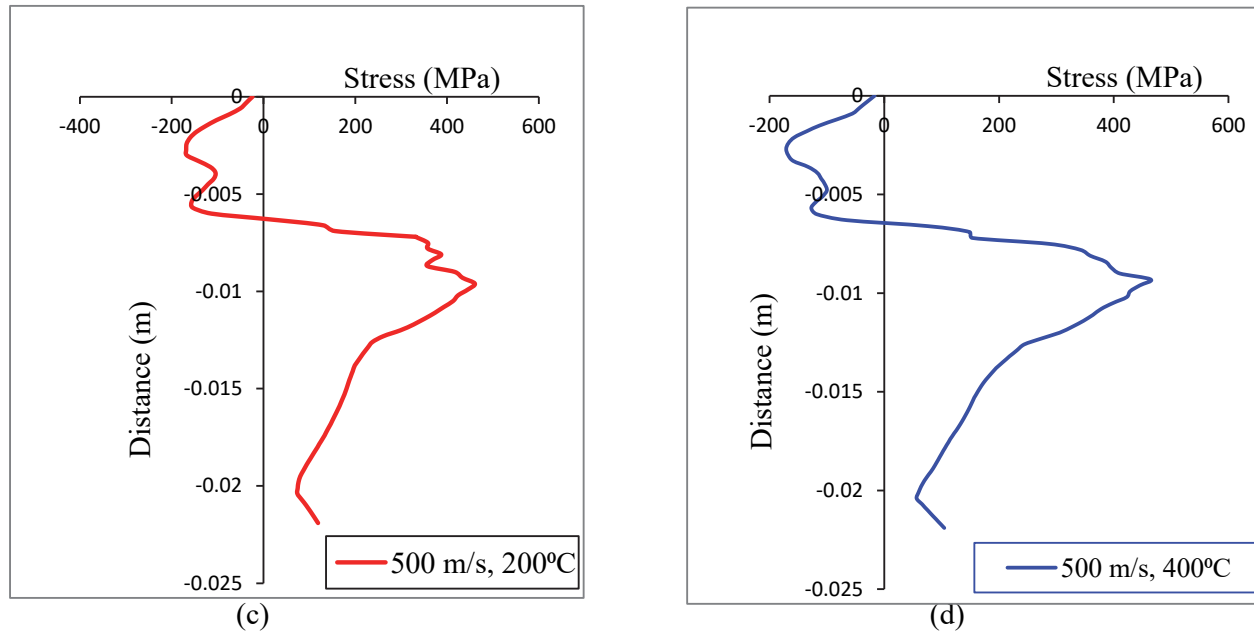 Stress (MPa)
0
-400 -200 0 200 400 600
-0.005
-0.01
-0.015
-0.02
-0.025
Distance (m)
500 m/s, 200⁰C
(c)
Stress (MPa)
0
-200 0 200 400 600
-0.005
-0.01
-0.015
-0.02
-0.025
Distance (m)
500 m/s, 400⁰C
(d)